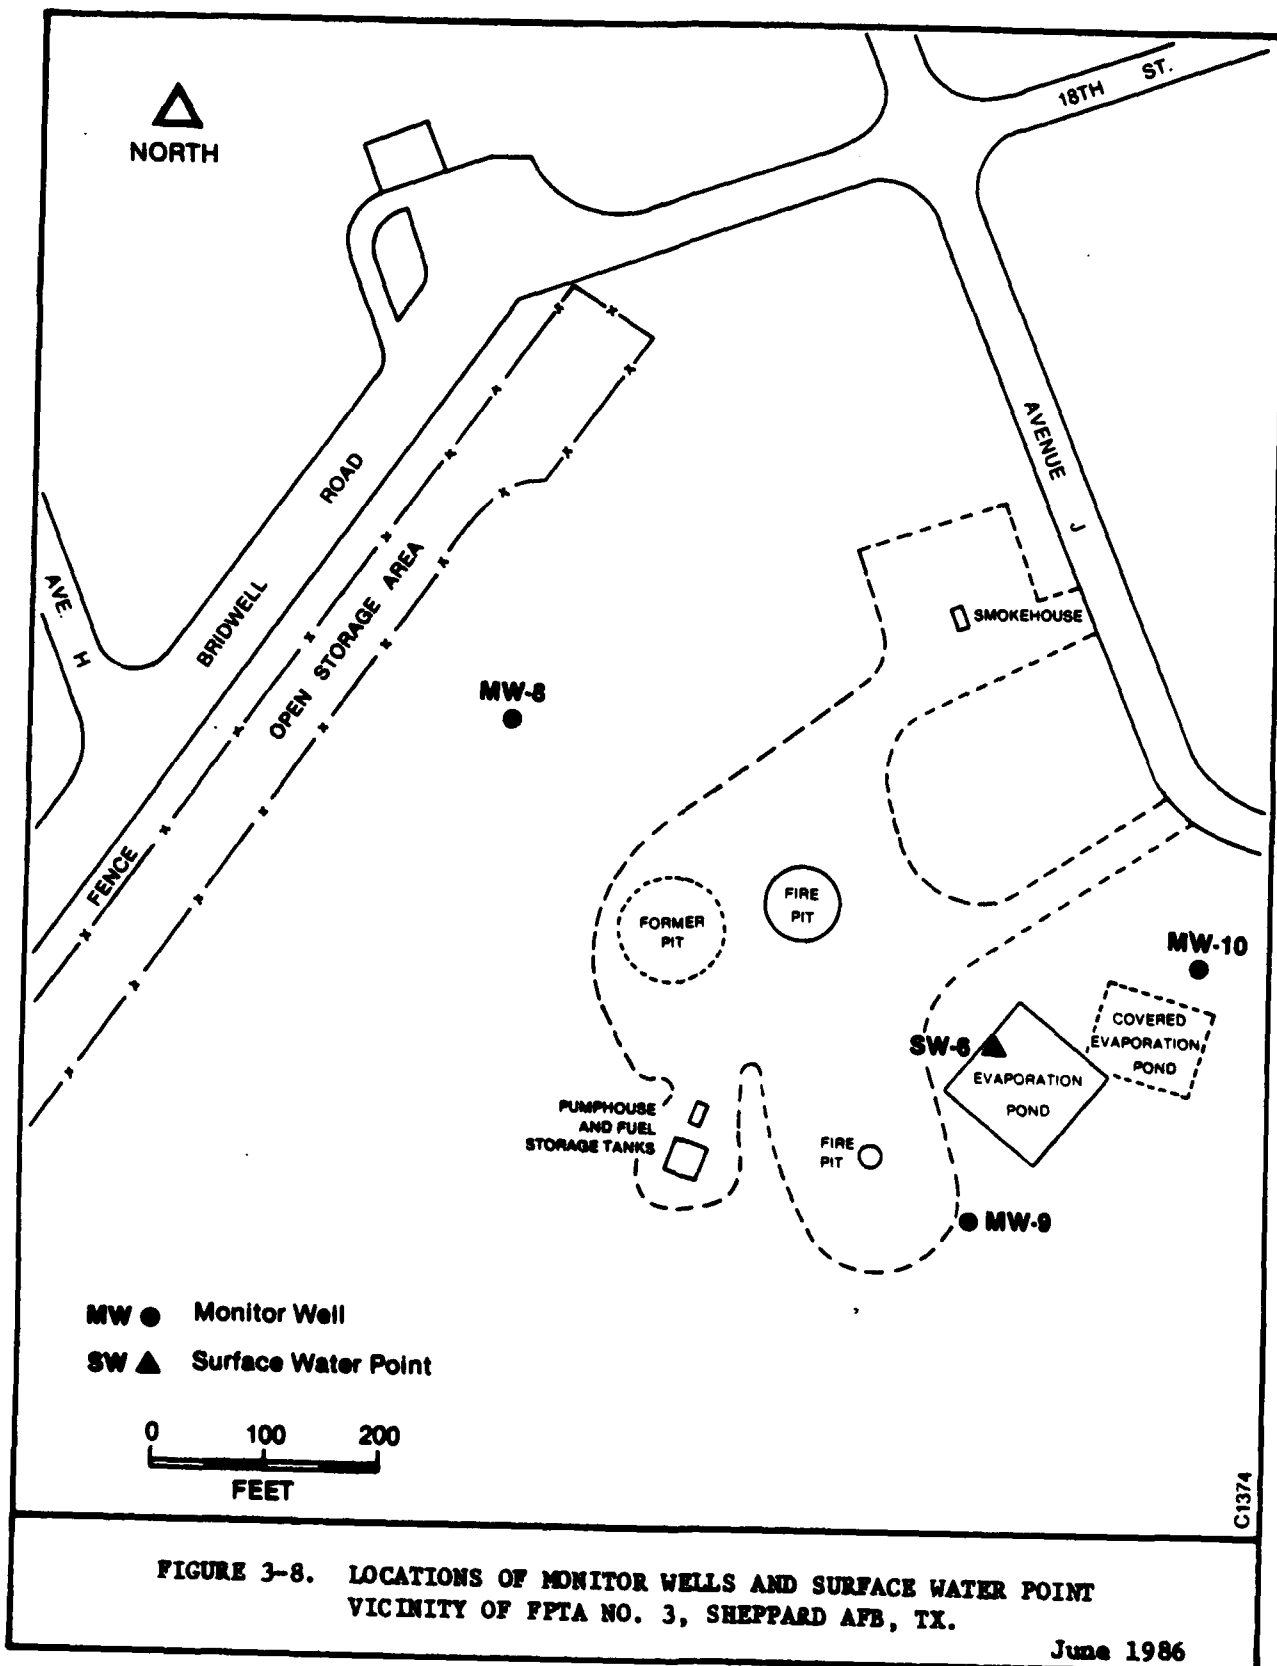 NORTH
18TH ST.
AVENUE J
BRIDWELL ROAD
AVE. H
OPEN STORAGE AREA
FENCE
SMOKEHOUSE
MW-8
FORMER
PIT
FIRE
PIT
MW-10
COVERED
EVAPORATION
POND
SW-6
EVAPORATION
POND
PUMPHOUSE
AND FUEL
STORAGE TANKS
FIRE
PIT
MW-9
MW Monitor Well
SW Surface Water Point
0 100 200
FEET
C1374
FIGURE 3-8. LOCATIONS OF MONITOR WELLS AND SURFACE WATER POINT
VICINITY OF FPTA NO. 3, SHEPPARD AFB, TX.
June 1986